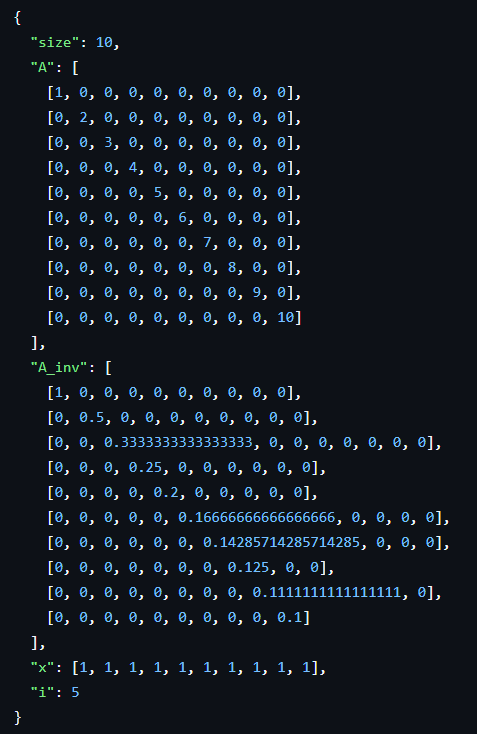 {
  "size": 10,
  "A": [
    [1, 0, 0, 0, 0, 0, 0, 0, 0, 0],
    [0, 2, 0, 0, 0, 0, 0, 0, 0, 0],
    [0, 0, 3, 0, 0, 0, 0, 0, 0, 0],
    [0, 0, 0, 4, 0, 0, 0, 0, 0, 0],
    [0, 0, 0, 0, 5, 0, 0, 0, 0, 0],
    [0, 0, 0, 0, 0, 6, 0, 0, 0, 0],
    [0, 0, 0, 0, 0, 0, 7, 0, 0, 0],
    [0, 0, 0, 0, 0, 0, 0, 8, 0, 0],
    [0, 0, 0, 0, 0, 0, 0, 0, 9, 0],
    [0, 0, 0, 0, 0, 0, 0, 0, 0, 10]
  ],
  "A_inv": [
    [1, 0, 0, 0, 0, 0, 0, 0, 0, 0],
    [0, 0.5, 0, 0, 0, 0, 0, 0, 0, 0],
    [0, 0, 0.3333333333333333, 0, 0, 0, 0, 0, 0, 0],
    [0, 0, 0, 0.25, 0, 0, 0, 0, 0, 0],
    [0, 0, 0, 0, 0.2, 0, 0, 0, 0, 0],
    [0, 0, 0, 0, 0, 0.16666666666666666, 0, 0, 0, 0],
    [0, 0, 0, 0, 0, 0, 0.14285714285714285, 0, 0, 0],
    [0, 0, 0, 0, 0, 0, 0, 0.125, 0, 0],
    [0, 0, 0, 0, 0, 0, 0, 0, 0.1111111111111111, 0],
    [0, 0, 0, 0, 0, 0, 0, 0, 0, 0.1]
  ],
  "x": [1, 1, 1, 1, 1, 1, 1, 1, 1, 1],
  "i": 5
}